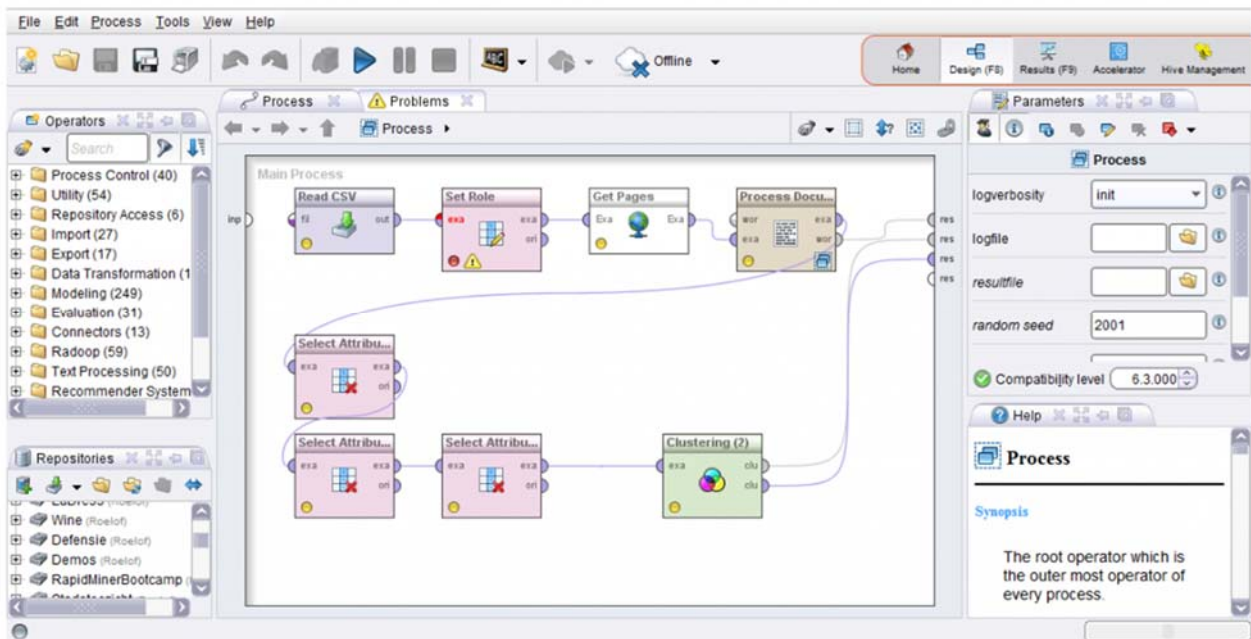 File Edit Process Tools View Help
Offline
Home
Design (F8)
Results (F9)
Accelerator
Hive Management
Operators
Search
Process Control (40)
Utility (54)
Repository Access (6)
Import (27)
Export (17)
Data Transformation (1
Modeling (249)
Evaluation (31)
Connectors (13)
Radoop (59)
Text Processing (50)
Recommender System
Repositories
Wine (Roelof)
Defensie (Roelof)
Demos (Roelof)
RapidMinerBootcamp
Process
Problems
Process
Main Process
inp
Read CSV
fil out
Set Role
exa exa
ori
Get Pages
Exa Exa
Process Docu...
wor exa
exa wor
res
res
res
res
Select Attribu...
exa exa
ori
Select Attribu...
exa exa
ori
Select Attribu...
exa exa
ori
Clustering (2)
exa clu
clu
Parameters
Process
logverbosity init
logfile
resultfile
random seed 2001
Compatibility level 6.3.000
Help
Process
Synopsis
The root operator which is
the outer most operator of
every process.